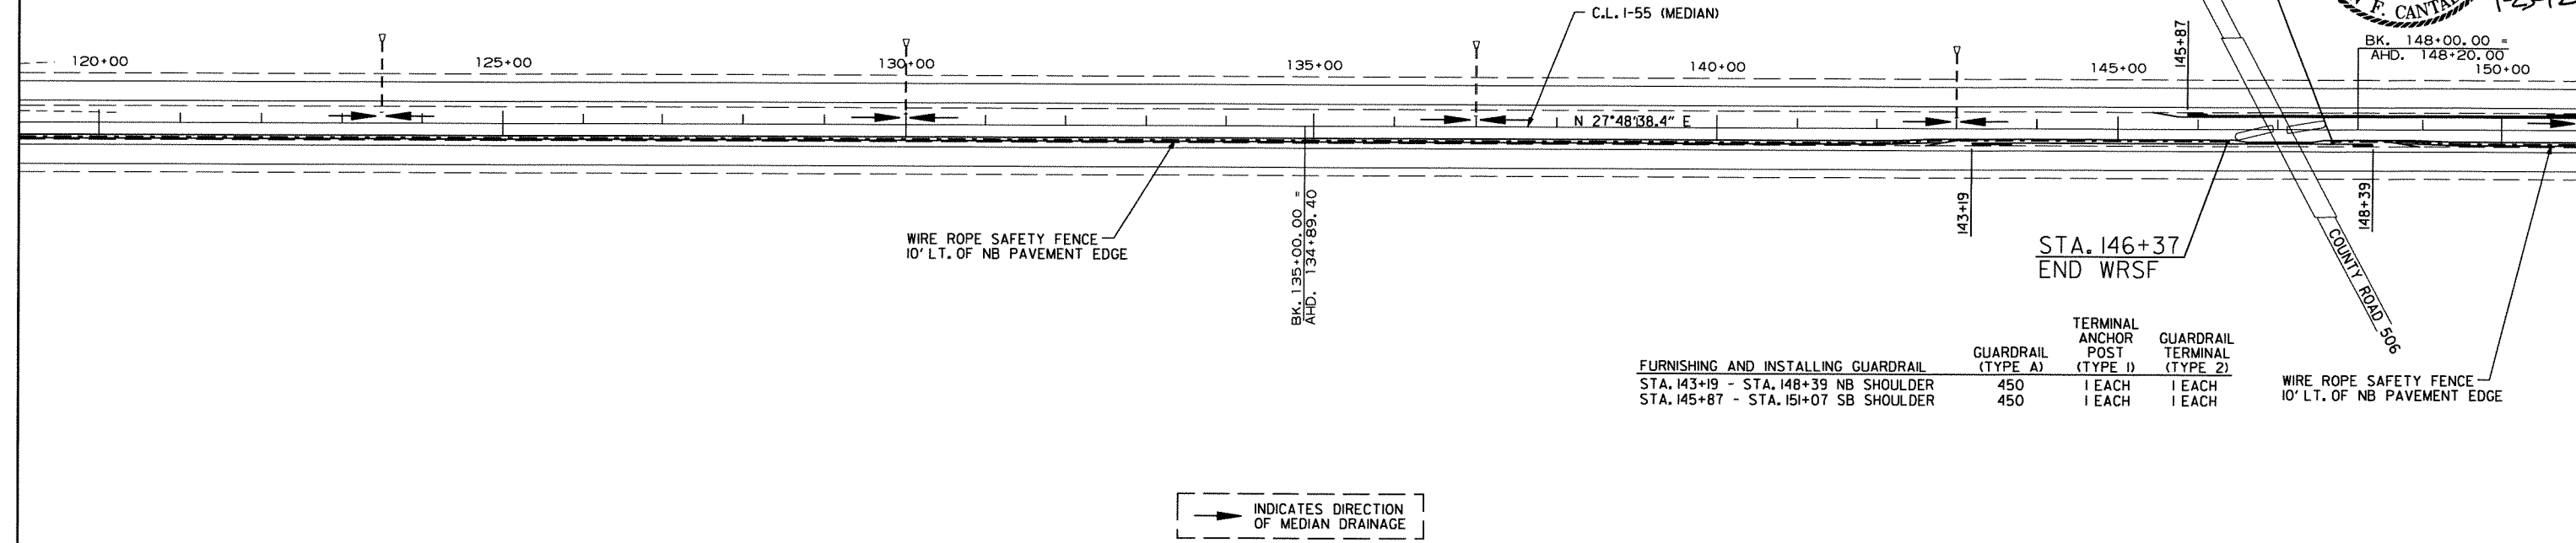 C.L. I-55 (MEDIAN)
F. CANTA
BK. 148+00.00 =
AHD. 148+20.00
145+87
120+00
125+00
130+00
135+00
140+00
145+00
150+00
N 27°48'38.4" E
WIRE ROPE SAFETY FENCE
10' LT. OF NB PAVEMENT EDGE
BK. 135+00.00 =
AHD. 134+89.40
143+19
148+39
STA. 146+37
END WRSF
COUNTY ROAD 506
FURNISHING AND INSTALLING GUARDRAIL GUARDRAIL (TYPE A) TERMINAL ANCHOR POST (TYPE 1) GUARDRAIL TERMINAL (TYPE 2)
STA. 143+19 - STA. 148+39 NB SHOULDER 450 1 EACH 1 EACH
STA. 145+87 - STA. 151+07 SB SHOULDER 450 1 EACH 1 EACH
WIRE ROPE SAFETY FENCE
10' LT. OF NB PAVEMENT EDGE
INDICATES DIRECTION
OF MEDIAN DRAINAGE